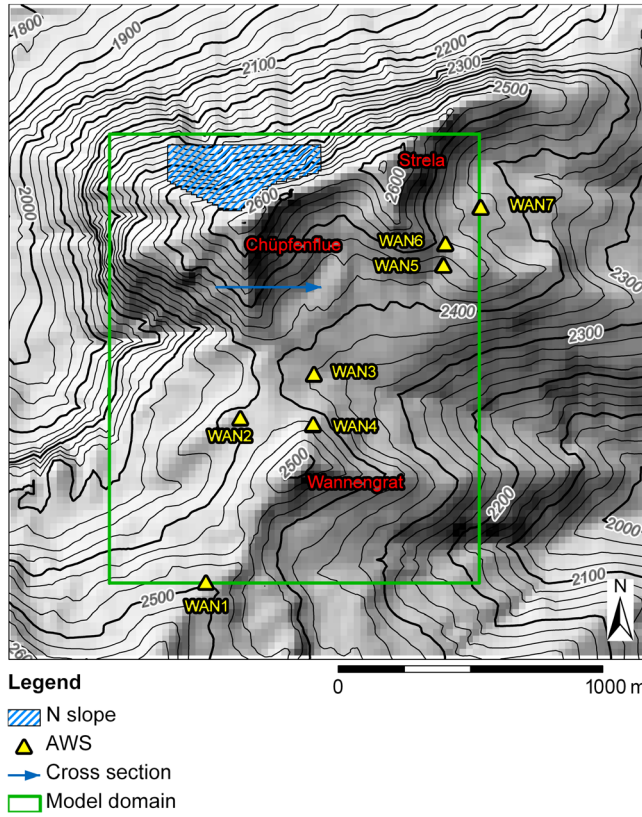 1800
1900
2100
2200
2300
2500
2000
2600
2600
Strela
WAN7
Chüpfenflue
WAN6
WAN5
2300
2400
2300
WAN3
WAN2
WAN4
2500
Wannengrat
2200
2000
2500
2100
WAN1
N
Legend
0
1000 m
N slope
AWS
Cross section
Model domain